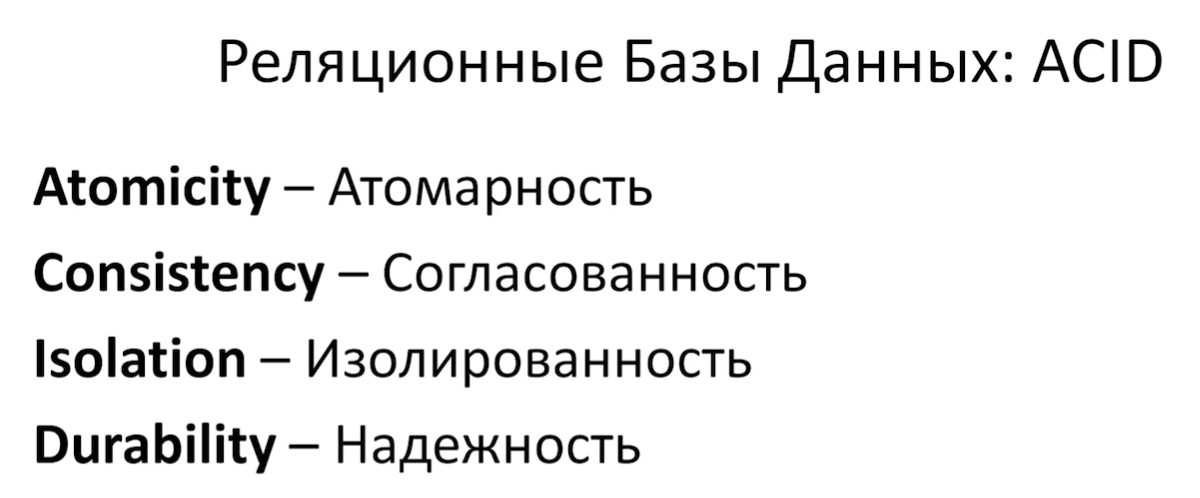 Реляционные Базы Данных: ACID
Atomicity – Атомарность
Consistency – Согласованность
Isolation – Изолированность
Durability – Надежность